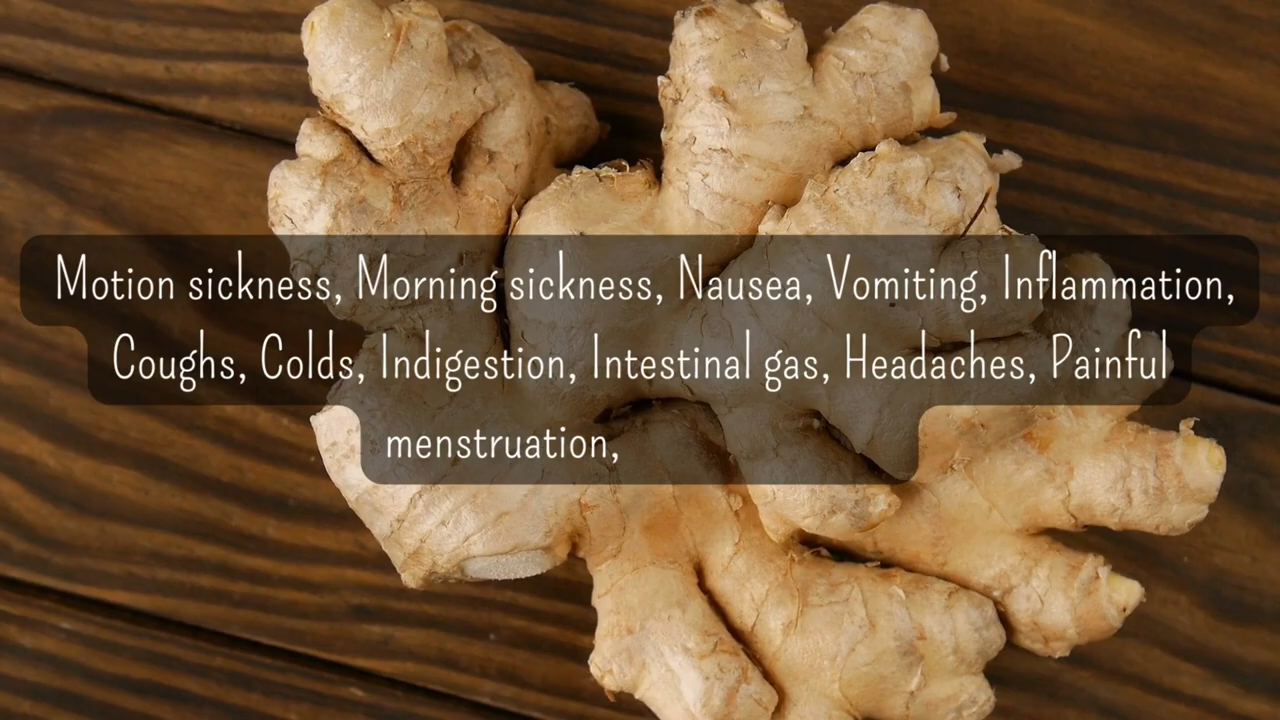 Motion sickness, Morning sickness, Nausea, Vomiting, Inflammation,
Coughs, Colds, Indigestion, Intestinal gas, Headaches, Painful
menstruation,